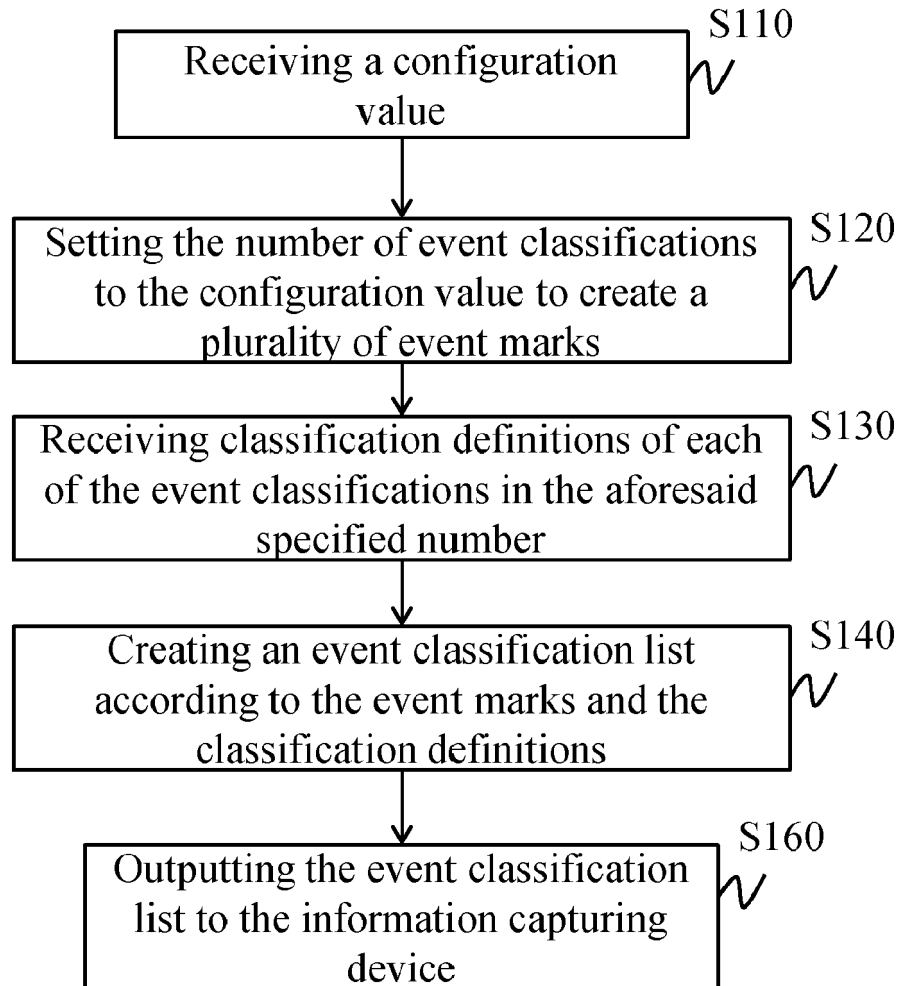 S110
Receiving a configuration
value
S120
Setting the number of event classifications
to the configuration value to create a
plurality of event marks
S130
Receiving classification definitions of each
of the event classifications in the aforesaid
specified number
S140
Creating an event classification list
according to the event marks and the
classification definitions
S160
Outputting the event classification
list to the information capturing
device